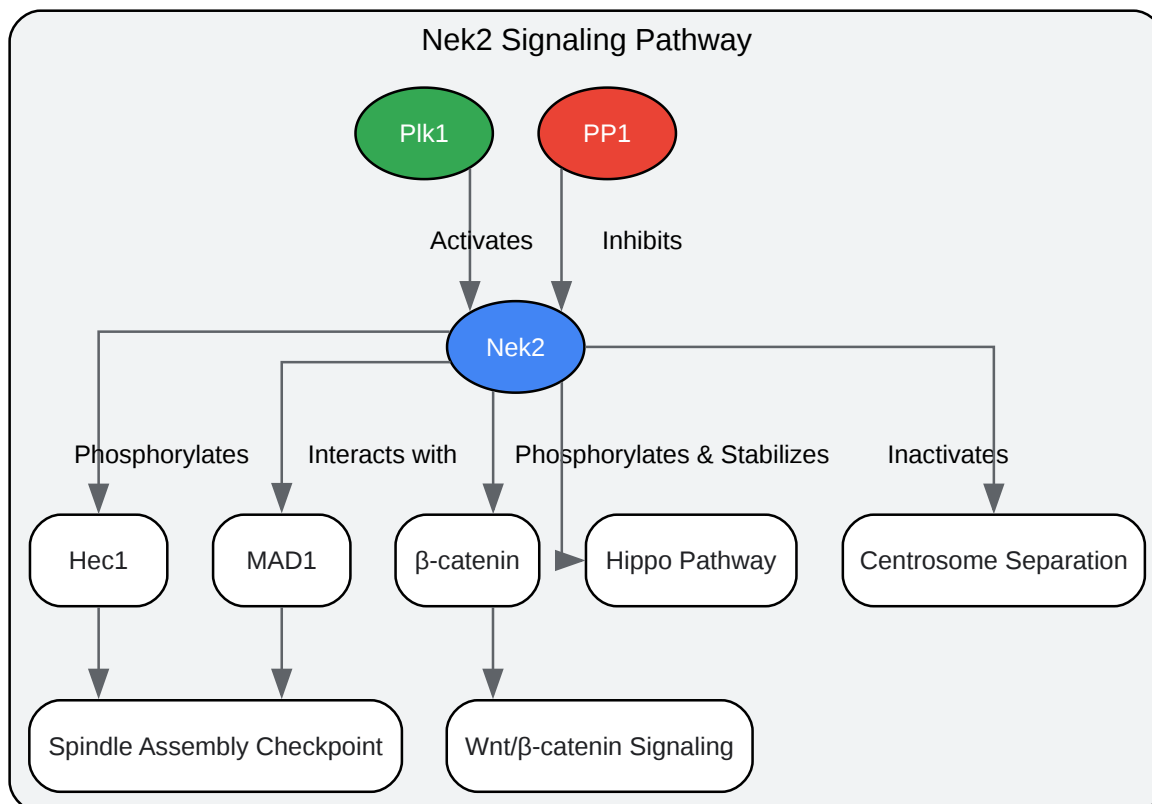 Nek2 Signaling Pathway
Plk1
PP1
Activates
Inhibits
Nek2
Phosphorylates
Interacts with
Phosphorylates & Stabilizes
Inactivates
Hec1
MAD1
β-catenin
Hippo Pathway
Centrosome Separation
Spindle Assembly Checkpoint
Wnt/β-catenin Signaling